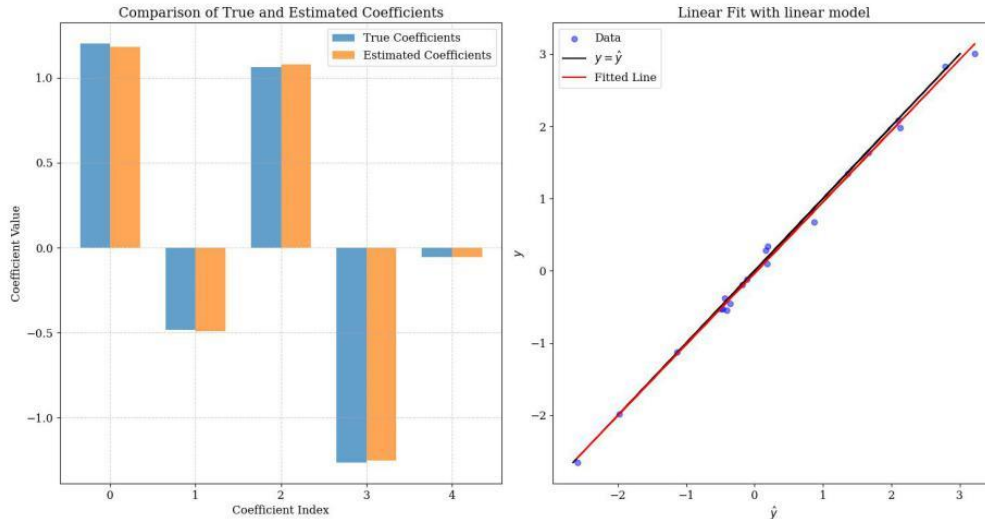 Comparison of True and Estimated Coefficients
True Coefficients
Estimated Coefficients
Coefficient Value
1.0
0.5
0.0
−0.5
−1.0
0 1 2 3 4
Coefficient Index
Linear Fit with linear model
Data
y = ŷ
Fitted Line
y
3
2
1
0
−1
−2
−2 −1 0 1 2 3
ŷ